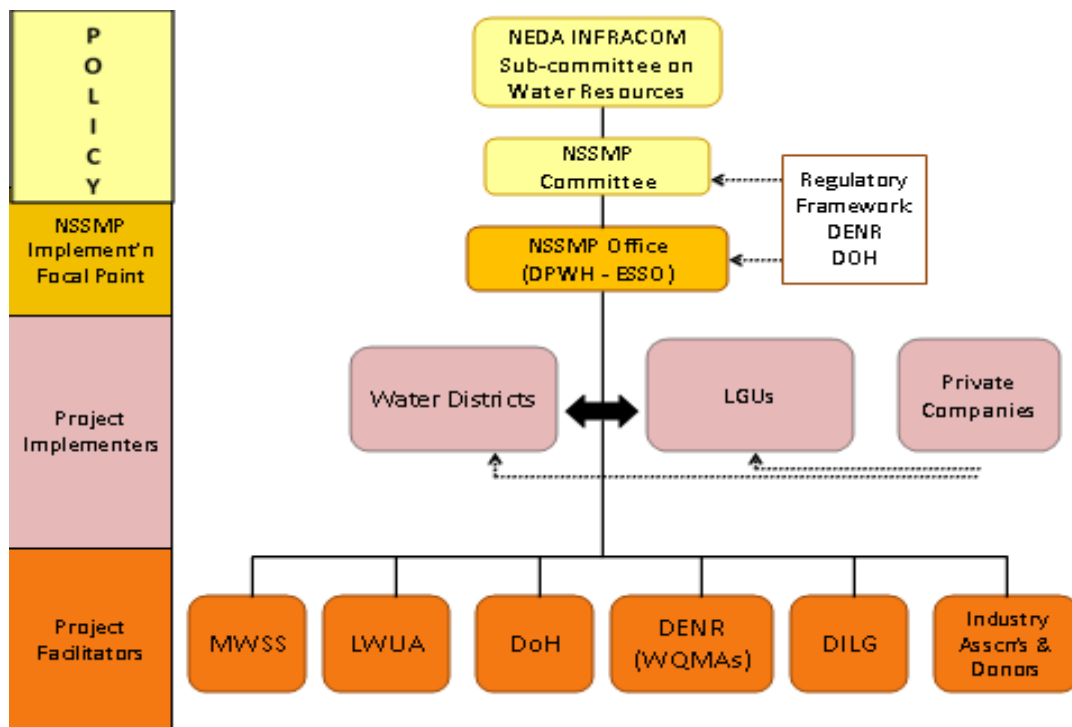 POLICY
NEDA INFRACOM
Sub-committee on
Water Resources
NSSMP
Committee
Regulatory
Framework
DENR
DOH
NSSMP
Implement'n
Focal Point
NSSMP Office
(DPWH - ESSO)
Project
Implementers
Water Districts
LGUs
Private
Companies
Project
Facilitators
MWSS
LWUA
DoH
DENR
(WQMAs)
DILG
Industry
Asscn's &
Donors